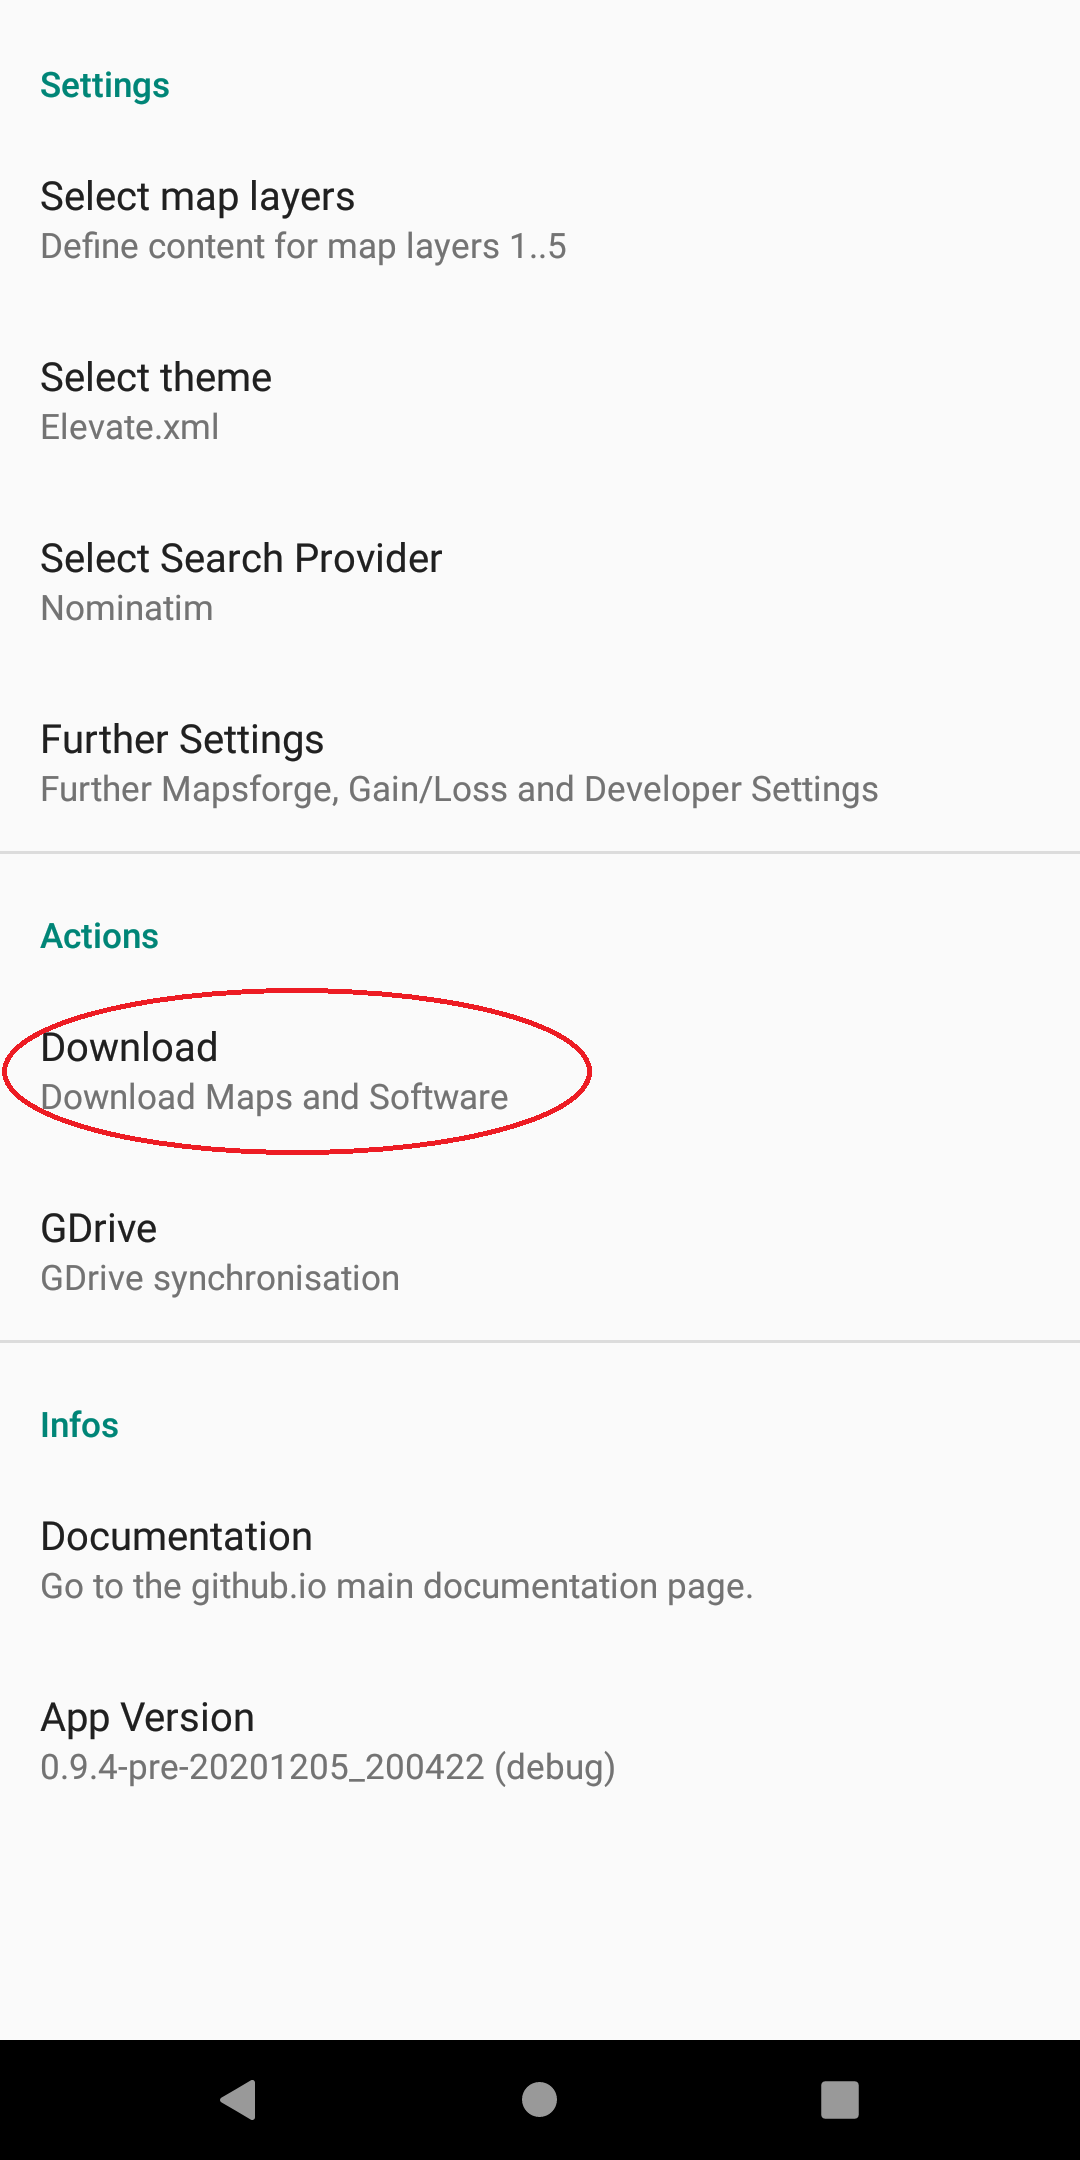 Settings
Select map layers
Define content for map layers 1..5
Select theme
Elevate.xml
Select Search Provider
Nominatim
Further Settings
Further Mapsforge, Gain/Loss and Developer Settings
Actions
Download
Download Maps and Software
GDrive
GDrive synchronisation
Infos
Documentation
Go to the github.io main documentation page.
App Version
0.9.4-pre-20201205_200422 (debug)